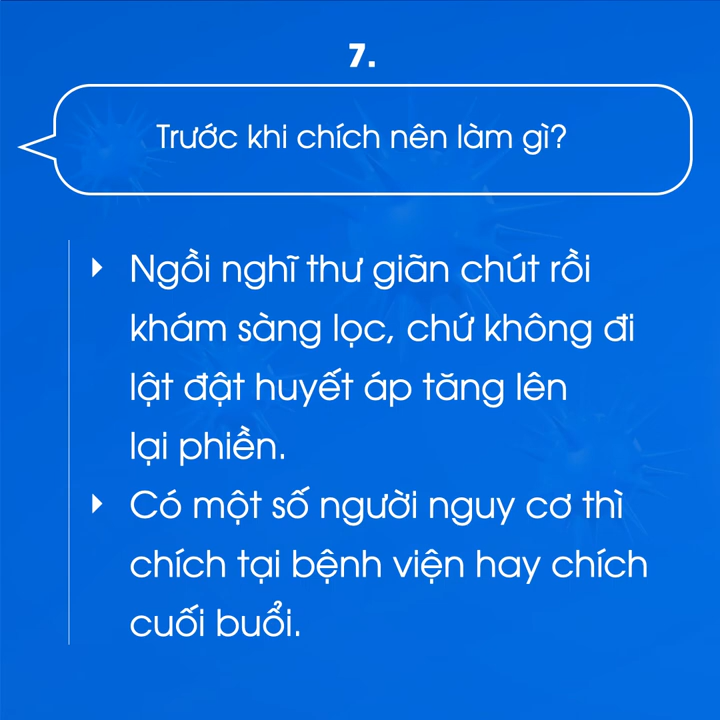 7.
Trước khi chích nên làm gì?
Ngồi nghĩ thư giãn chút rồi
khám sàng lọc, chứ không đi
lật đật huyết áp tăng lên
lại phiền.
Có một số người nguy cơ thì
chích tại bệnh viện hay chích
cuối buổi.